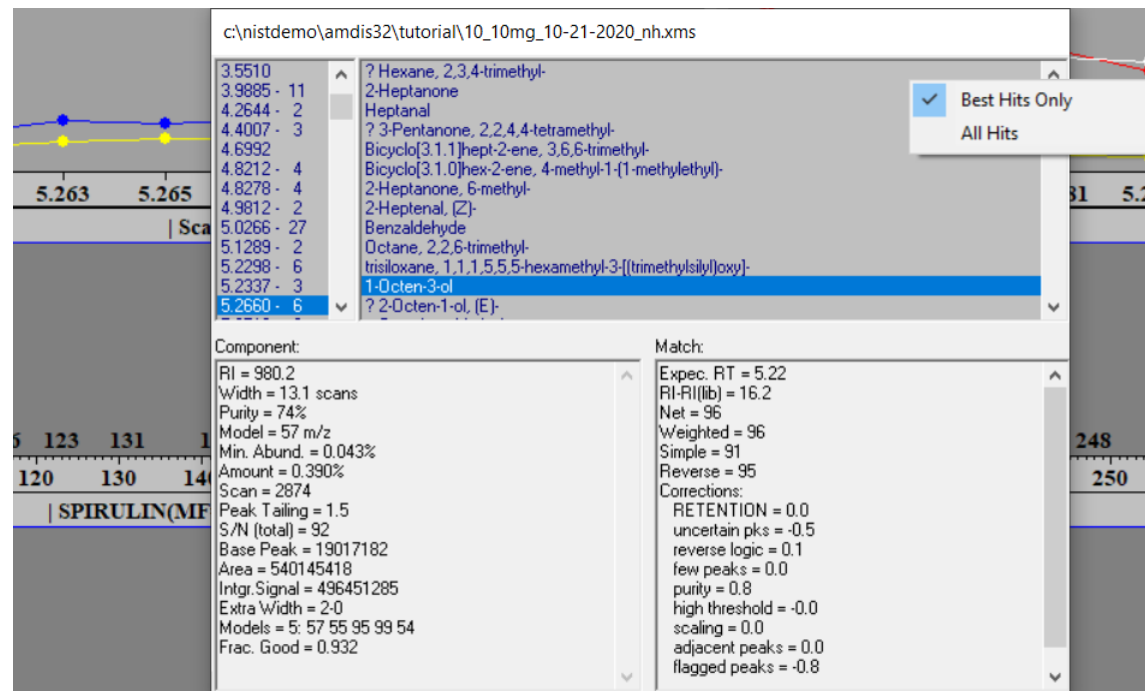 c:\nistdemo\amdis32\tutorial\10_10mg_10-21-2020_nh.xms
3.5510 ? Hexane, 2,3,4-trimethyl-
3.9885 - 11 2-Heptanone
4.2644 - 2 Heptanal
4.4007 - 3 ? 3-Pentanone, 2,2,4,4-tetramethyl-
4.6992 Bicyclo[3.1.1]hept-2-ene, 3,6,6-trimethyl-
4.8212 - 4 Bicyclo[3.1.0]hex-2-ene, 4-methyl-1-(1-methylethyl)-
4.8278 - 4 2-Heptanone, 6-methyl-
4.9812 - 2 2-Heptenal, (Z)-
5.0266 - 27 Benzaldehyde
5.1289 - 2 Octane, 2,2,6-trimethyl-
5.2298 - 6 trisiloxane, 1,1,1,5,5,5-hexamethyl-3-[(trimethylsilyl)oxy]-
5.2337 - 3 1-Octen-3-ol
5.2660 - 6 ? 2-Octen-1-ol, (E)-
Best Hits Only
All Hits
5.263 5.265
81 5.2
| Sca
Component:
RI = 980.2
Width = 13.1 scans
Purity = 74%
Model = 57 m/z
Min. Abund. = 0.043%
Amount = 0.390%
Scan = 2874
Peak Tailing = 1.5
S/N (total) = 92
Base Peak = 19017182
Area = 540145418
Intgr.Signal = 496451285
Extra Width = 2-0
Models = 5: 57 55 95 99 54
Frac. Good = 0.932
Match:
Expec. RT = 5.22
RI-RI(lib) = 16.2
Net = 96
Weighted = 96
Simple = 91
Reverse = 95
Corrections:
RETENTION = 0.0
uncertain pks = -0.5
reverse logic = 0.1
few peaks = 0.0
purity = 0.8
high threshold = -0.0
scaling = 0.0
adjacent peaks = 0.0
flagged peaks = -0.8
123 131 1
120 130 14
| SPIRULIN(MF
248
250